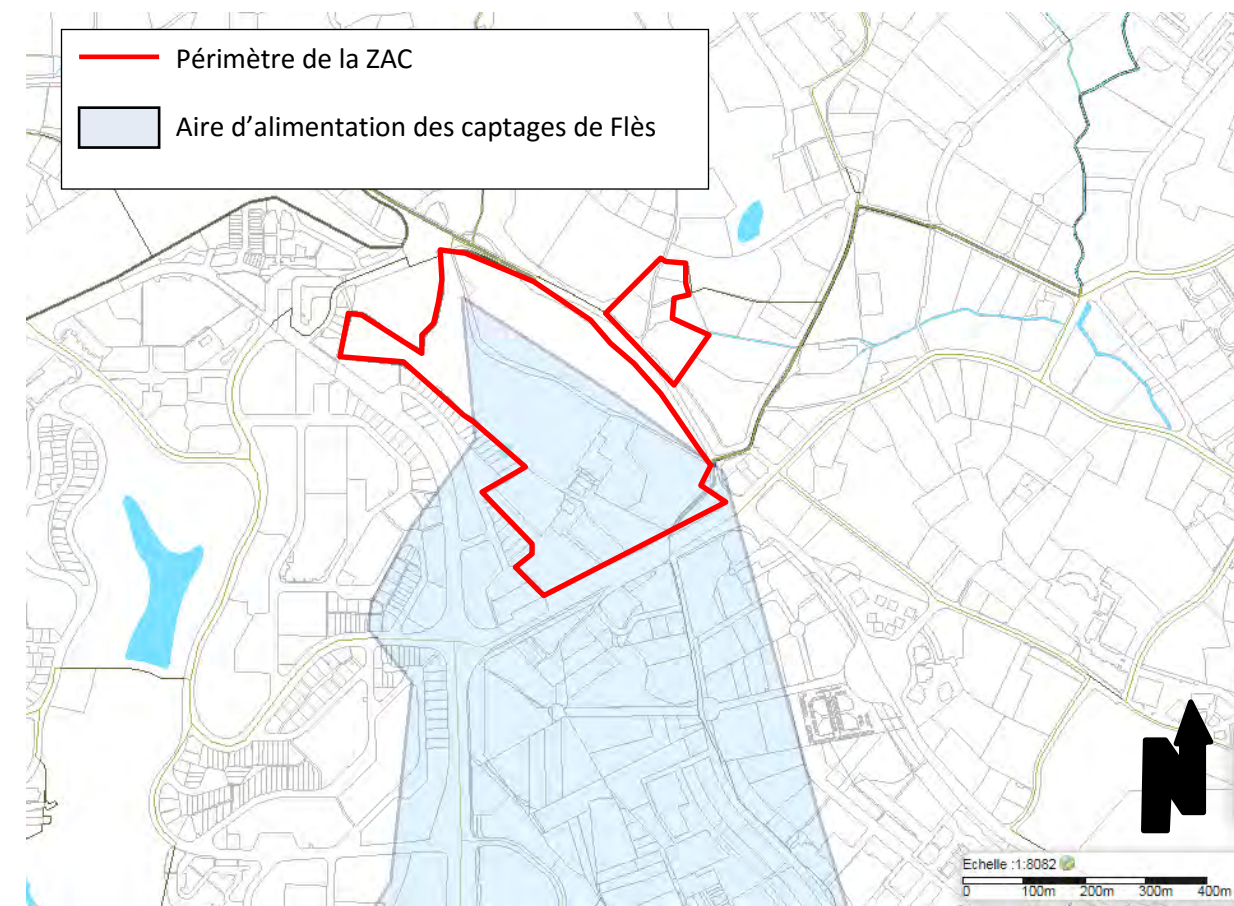 Périmètre de la ZAC
Aire d’alimentation des captages de Flès
N
Echelle :1:8082
0 100m 200m 300m 400m